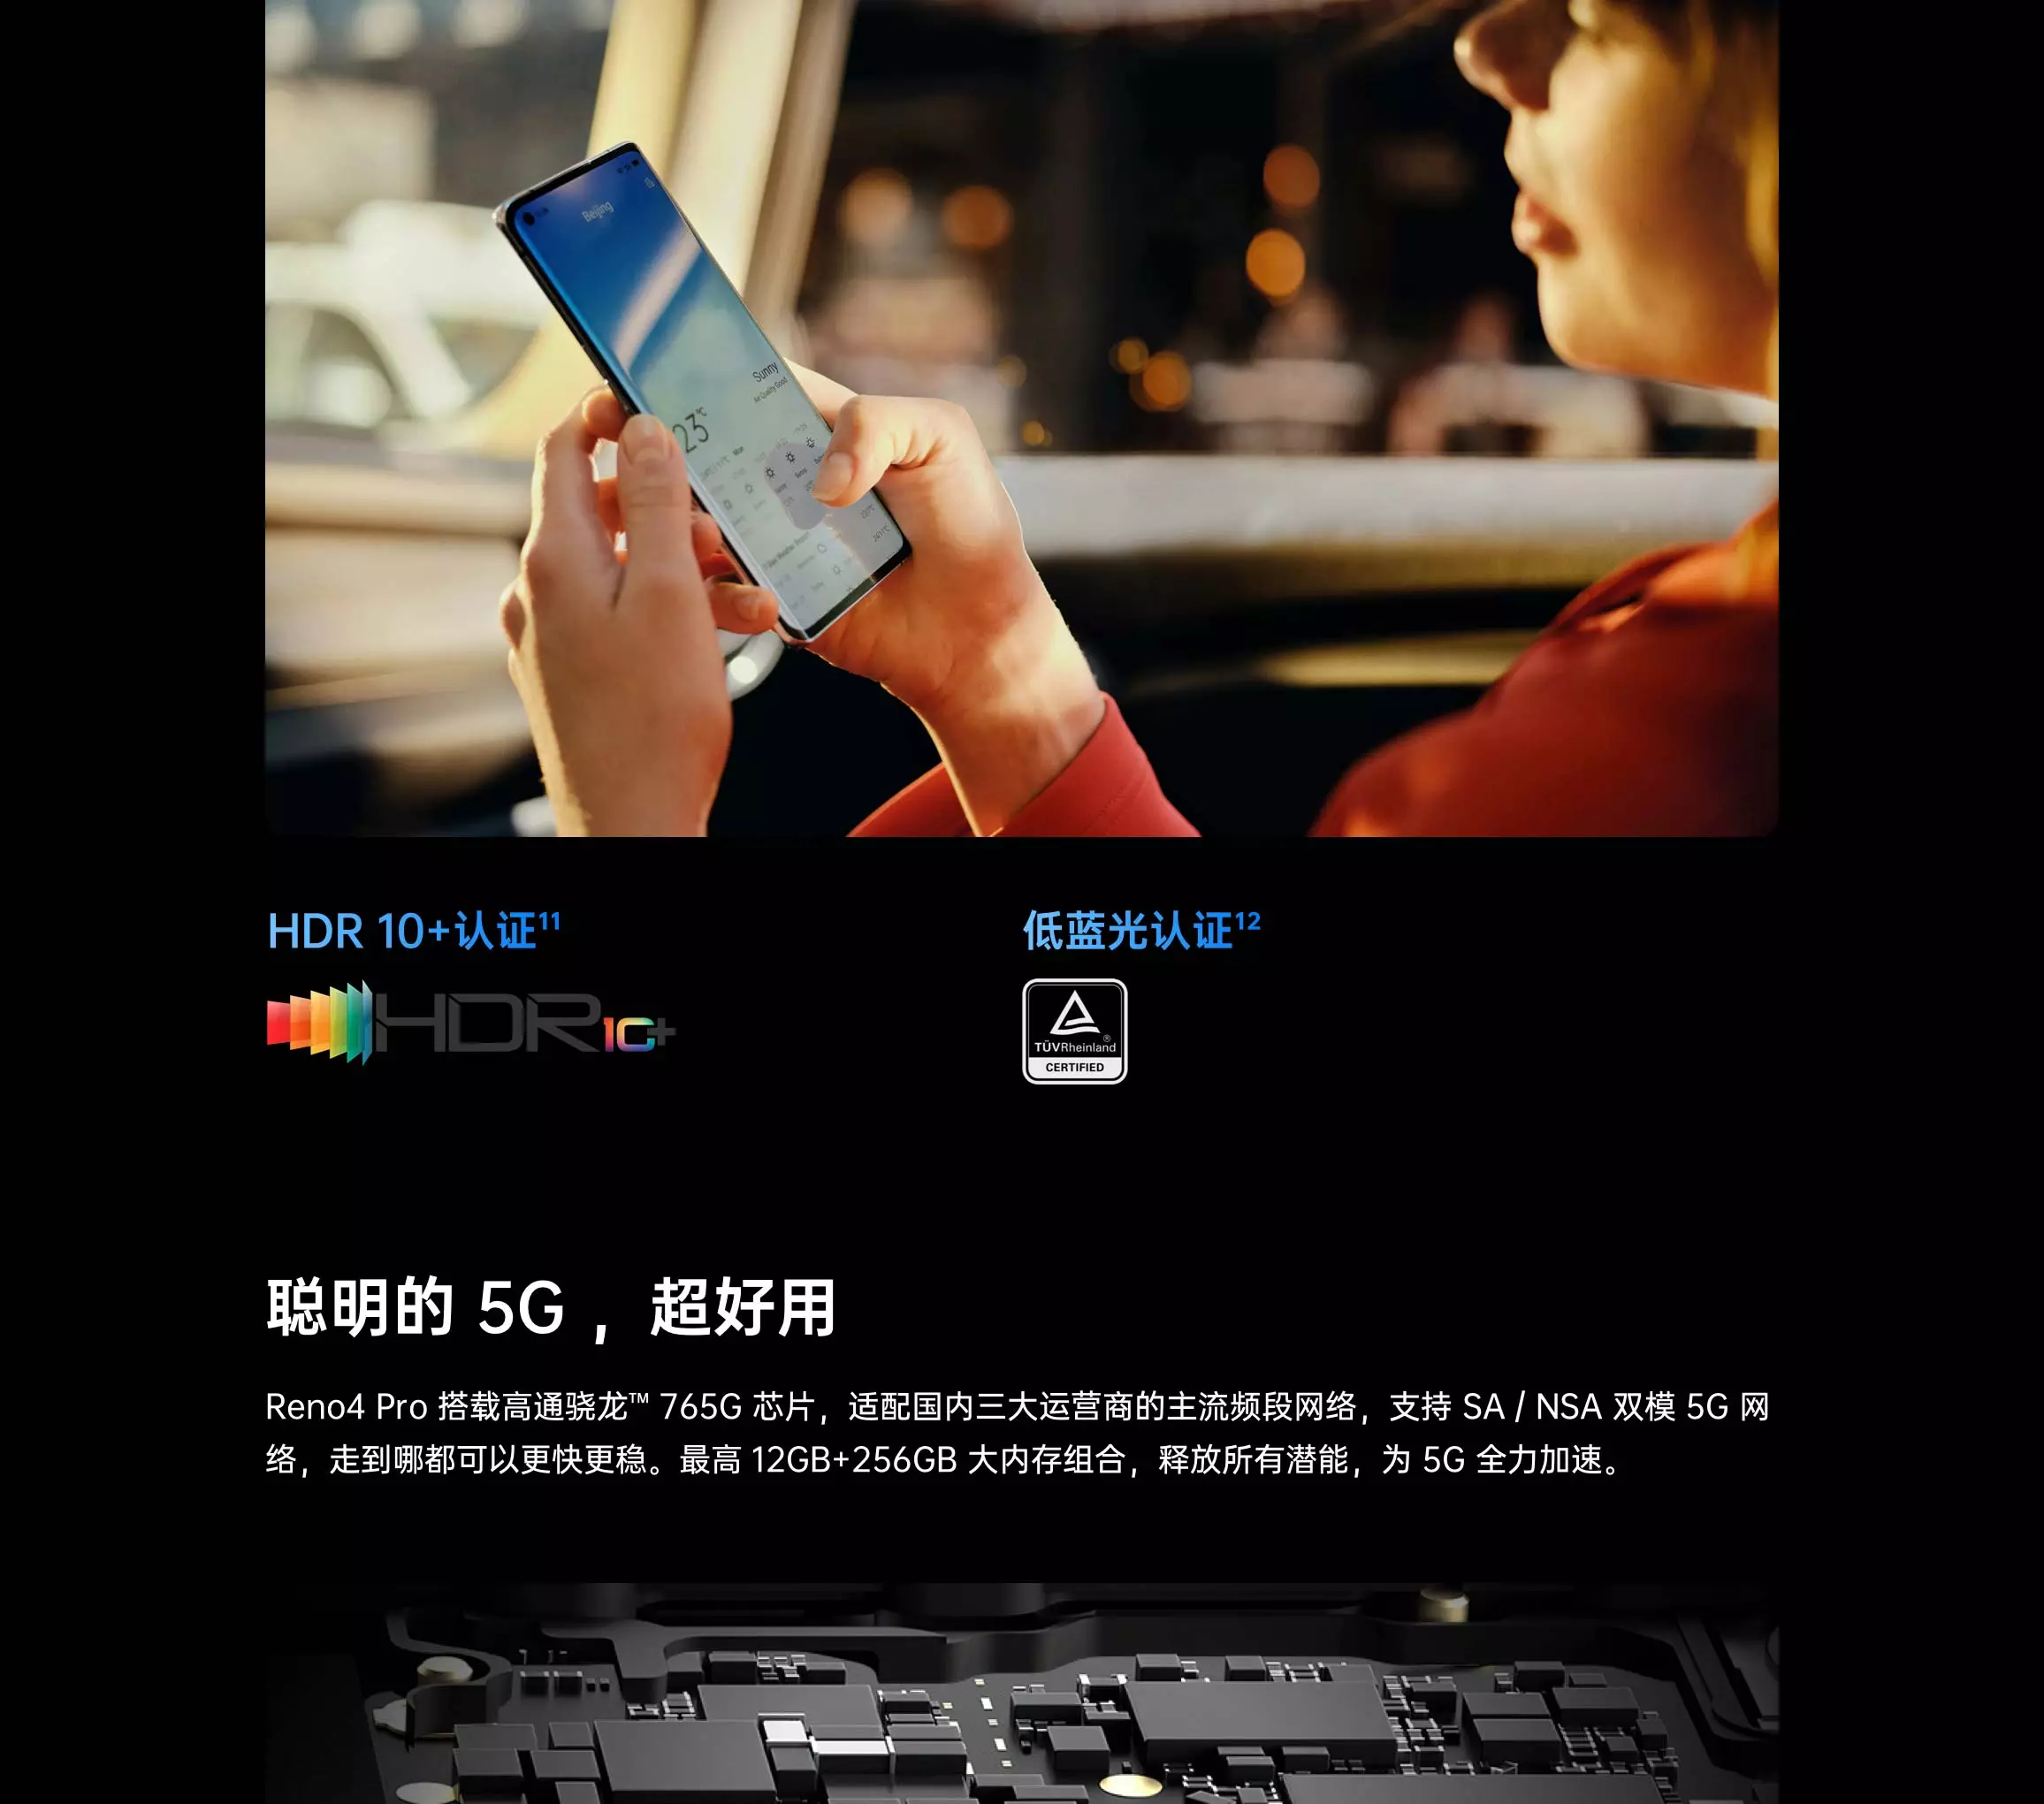 Beijing
Sunny
Air Quality Good
23℃
HDR 10+认证11
低蓝光认证12
HDR10+
TÜVRheinland®
CERTIFIED
聪明的 5G ，超好用
Reno4 Pro 搭载高通骁龙™ 765G 芯片，适配国内三大运营商的主流频段网络，支持 SA / NSA 双模 5G 网
络，走到哪都可以更快更稳。最高 12GB+256GB 大内存组合，释放所有潜能，为 5G 全力加速。